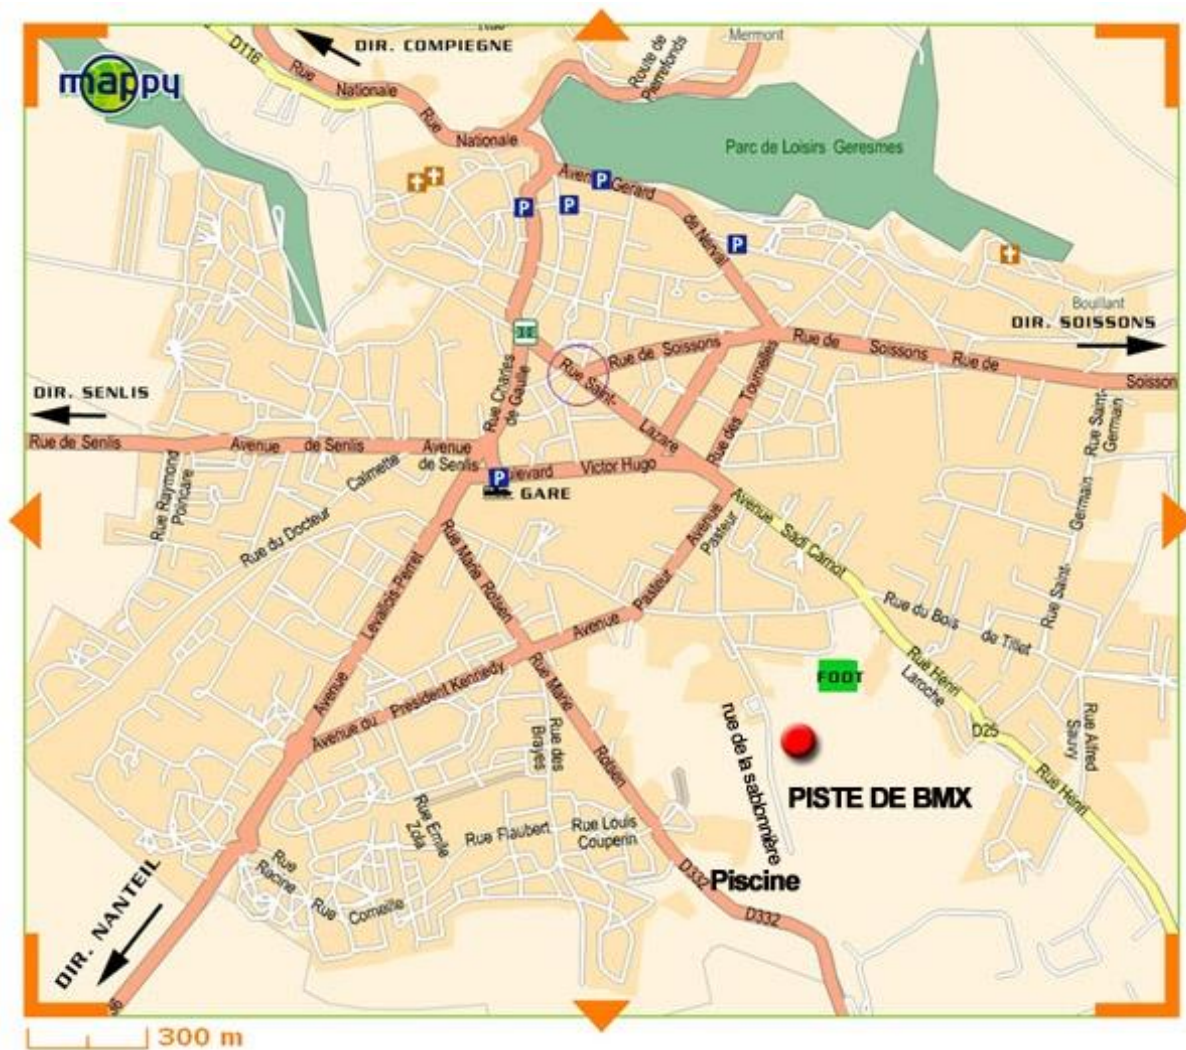 DIR. COMPIEGNE
D116
Rue
Nationale
Rue
Nationale
Route de
Pierrefonds
Mermont
mappy
Parc de Loisirs Geresmes
P
Gerard
de Nerval
P
P
P
Bouillant
DIR. SOISSONS
Rue de Soissons
Rue de Soissons
Rue de
Soisson
Rue Saint-
Lazare
Rue Charles
de Gaulle
Rue des Tournelles
DIR. SENLIS
Rue de Senlis
Avenue de Senlis
Avenue
de Senlis
P
Victor Hugo
GARE
Rue Raymond
Poincare
Rue du Docteur Calmette
Rue Saint-
Germain
Rue Saint-
Germain
Avenue
Pasteur
Avenue Sadi Carnot
Rue Marie Rotsen
Avenue Levallois-Perret
Avenue Pasteur
Rue du Bois de Tillet
Avenue du President Kennedy
Rue Marie Rotsen
FOOT
Rue Henri
Laroche
rue de la sablonnière
Rue des
Brayes
D25
Rue Alfred
Sauvy
Rue Henri
PISTE DE BMX
Rue Emile
Zola
Rue Flaubert
Rue Louis
Couperin
Rue
Racine
Rue Corneille
D332
Piscine
D332
DIR. NANTEIL
300 m